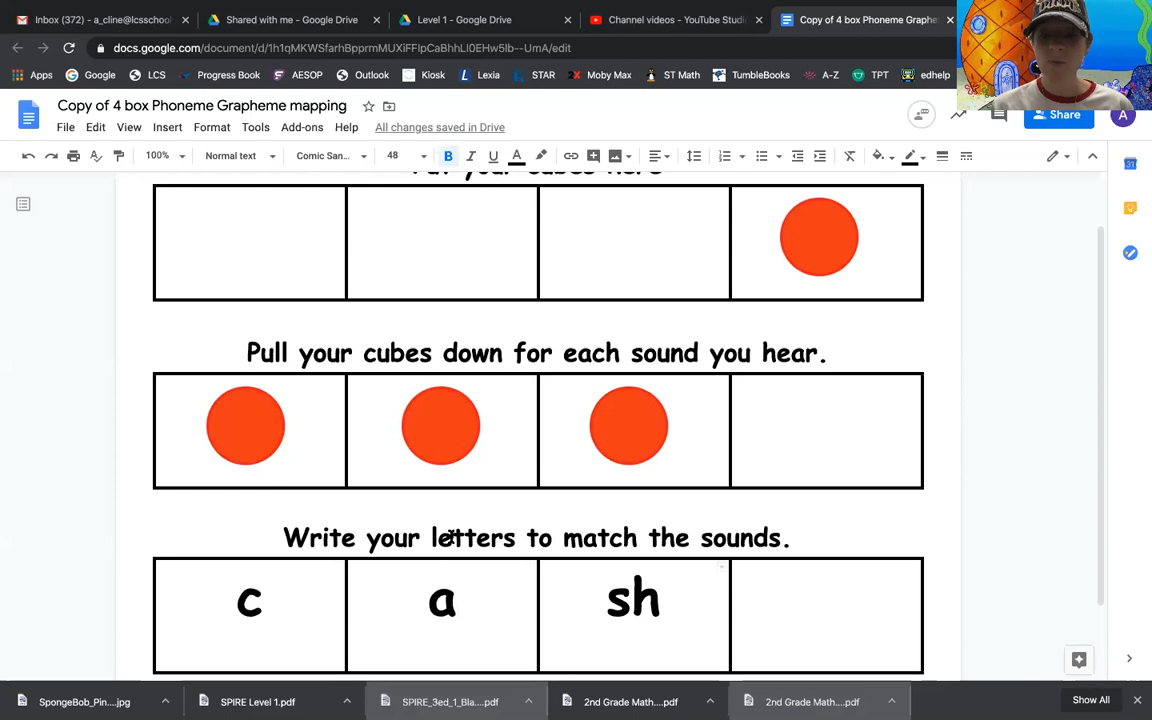 Inbox (372) - a_cline@lcsschool
Shared with me - Google Drive
Level 1 - Google Drive
Channel videos - YouTube Studi
Copy of 4 box Phoneme Graphem
docs.google.com/document/d/
Apps Google LCS Progress Book AESOP Outlook Kiosk Lexia STAR Moby Max ST Math TumbleBooks A-Z TPT edhelp
Copy of 4 box Phoneme Grapheme mapping
Share A
File Edit View Insert Format Tools Add-ons Help All changes saved in Drive
100% Normal text Comic San... 48 B I U A
Put your cubes here
Pull your cubes down for each sound you hear.
Write your letters to match the sounds.
c a sh
SpongeBob_Pin....jpg SPIRE Level 1.pdf SPIRE_3ed_1_Bla....pdf 2nd Grade Math....pdf 2nd Grade Math....pdf Show All